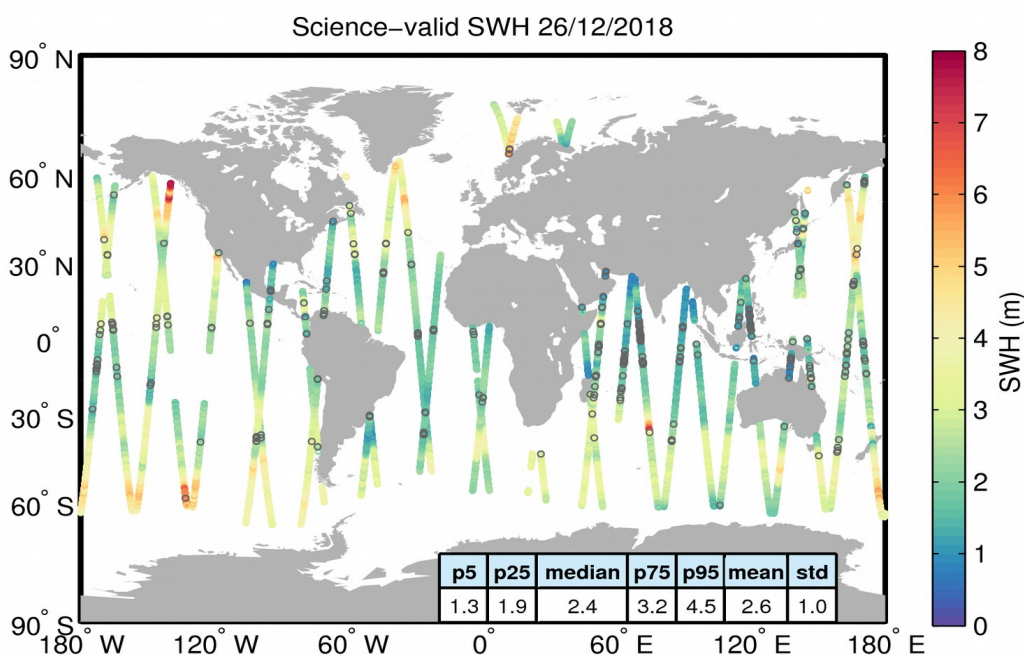 Science−valid SWH 26/12/2018
90° N
60° N
30° N
0°
30° S
60° S
90° S
180° W
120° W
60° W
0°
60° E
120° E
180° E
p5 p25 median p75 p95 mean std
1.3 1.9 2.4 3.2 4.5 2.6 1.0
8
7
6
5
4
3
2
1
0
SWH (m)